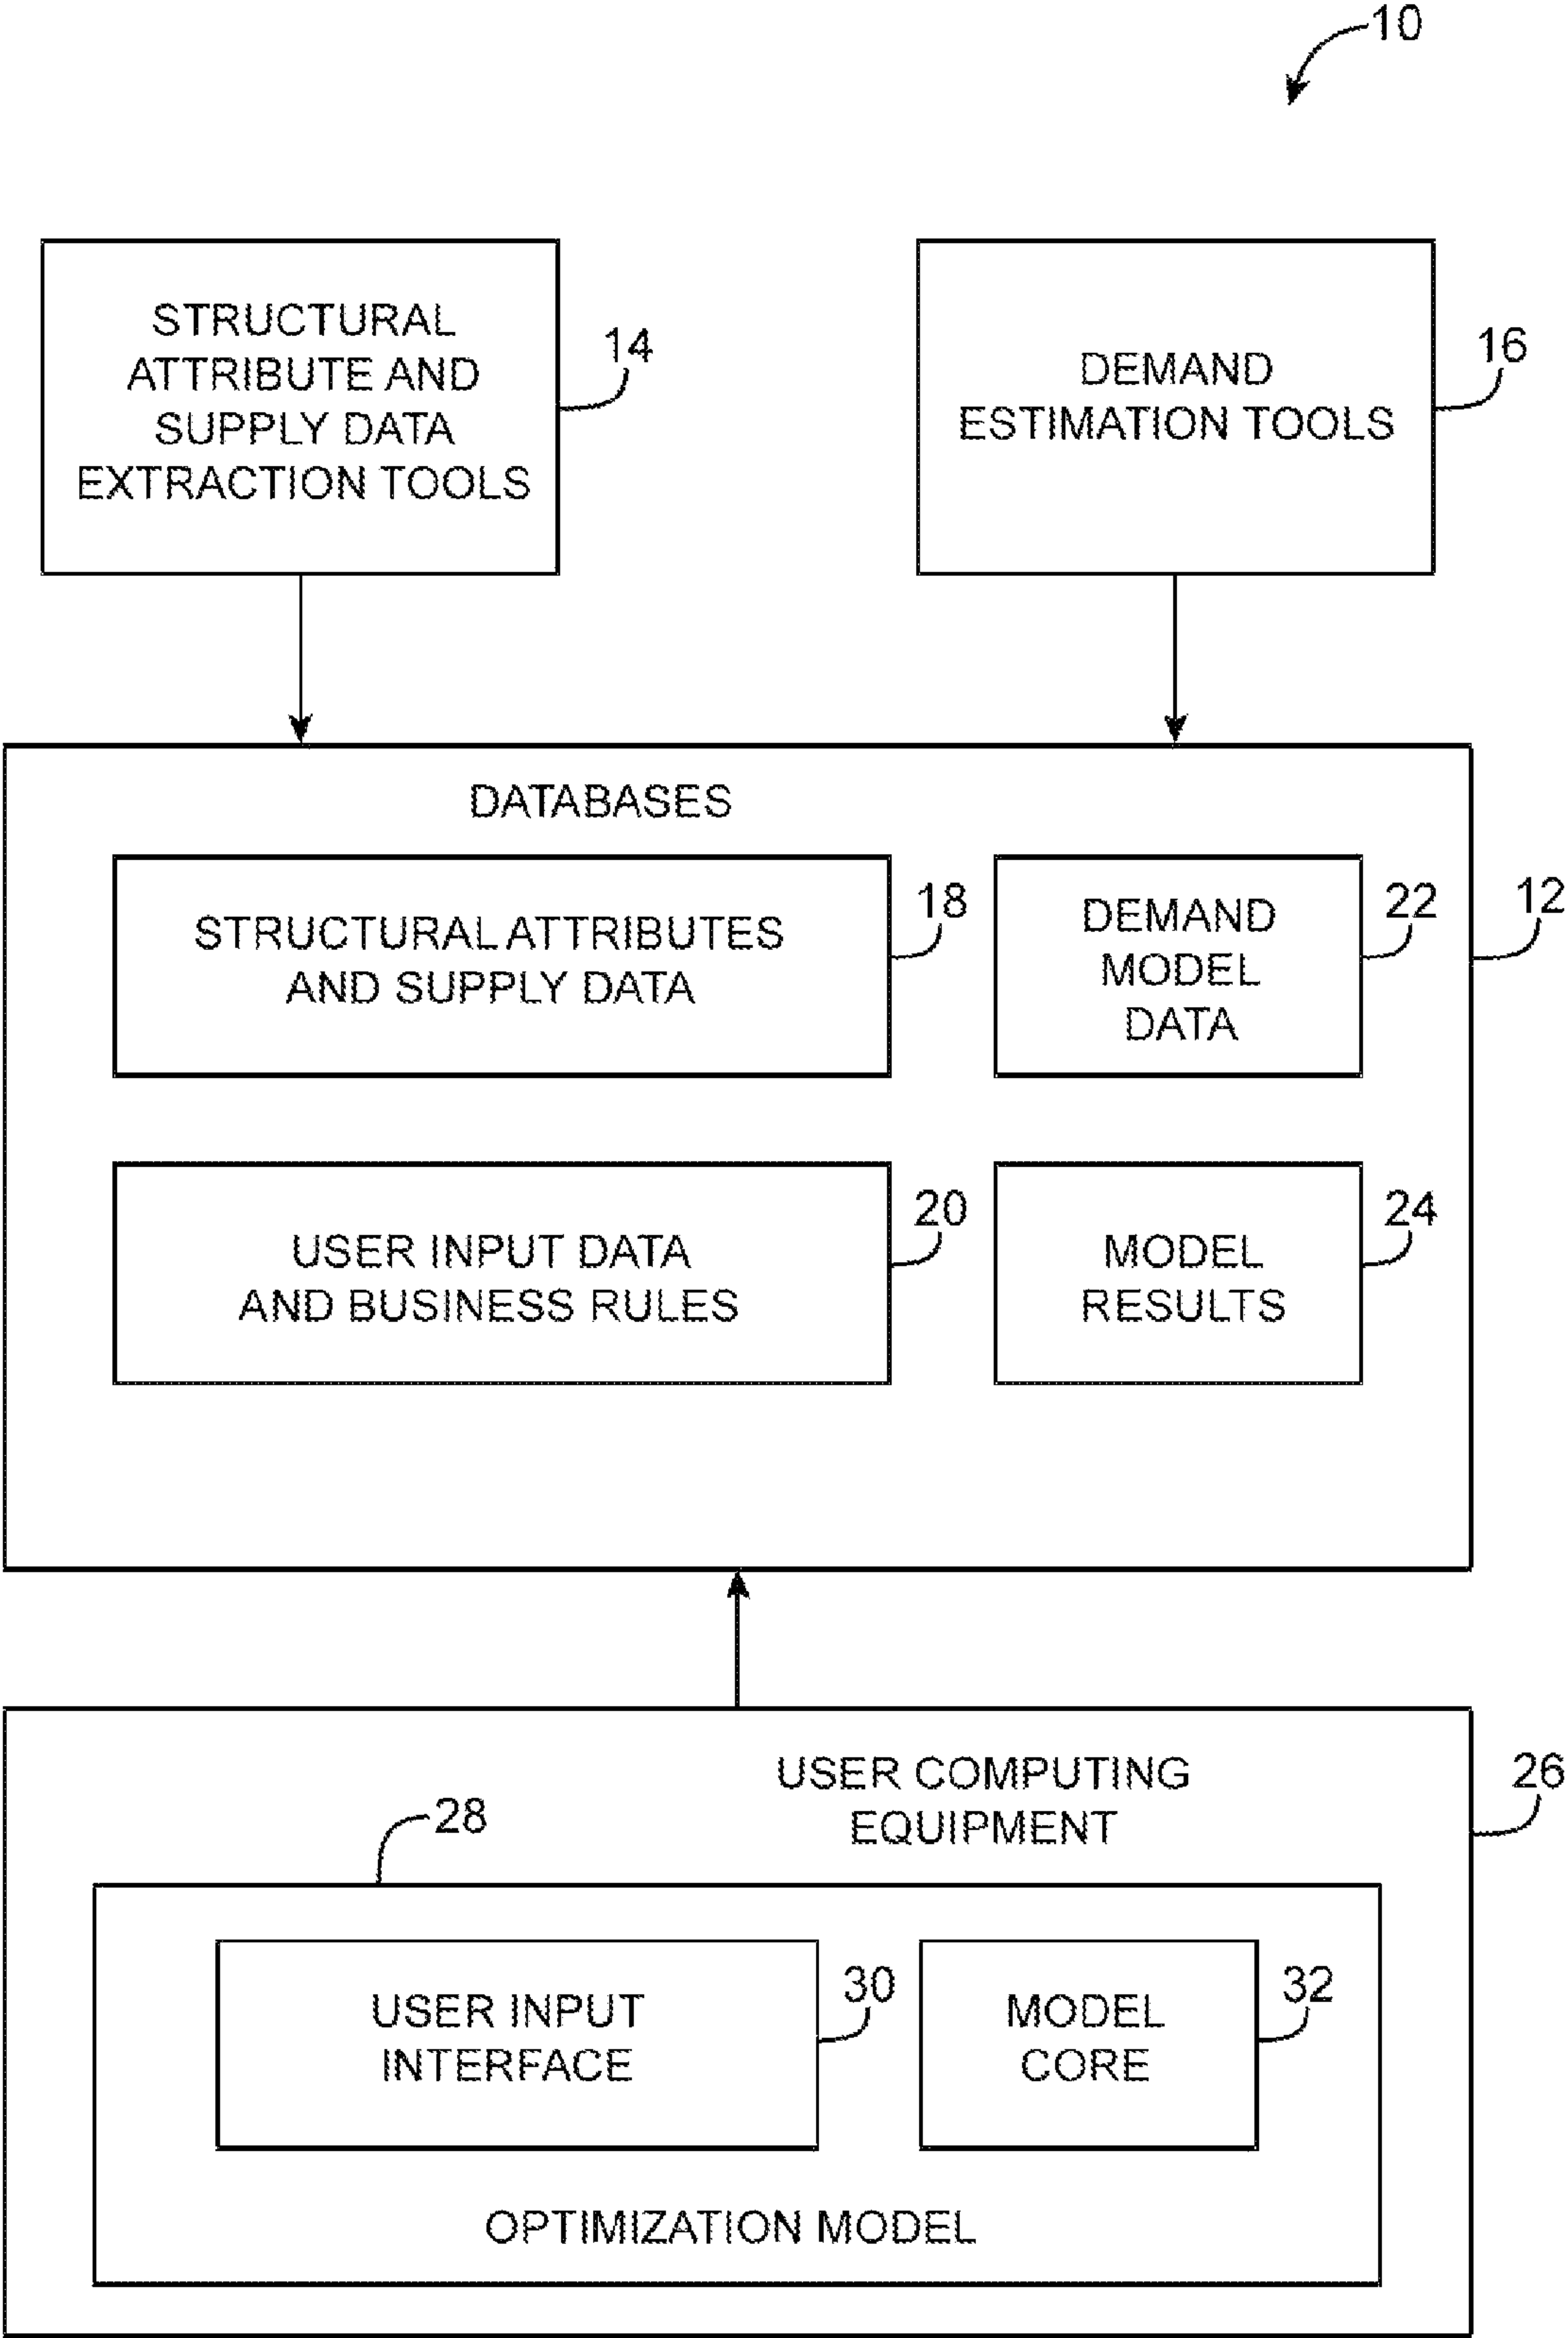 10
STRUCTURAL
ATTRIBUTE AND
SUPPLY DATA
EXTRACTION TOOLS
14
DEMAND
ESTIMATION TOOLS
16
DATABASES
STRUCTURAL ATTRIBUTES
AND SUPPLY DATA
18
DEMAND
MODEL
DATA
22
12
USER INPUT DATA
AND BUSINESS RULES
20
MODEL
RESULTS
24
USER COMPUTING
EQUIPMENT
26
28
USER INPUT
INTERFACE
30
MODEL
CORE
32
OPTIMIZATION MODEL